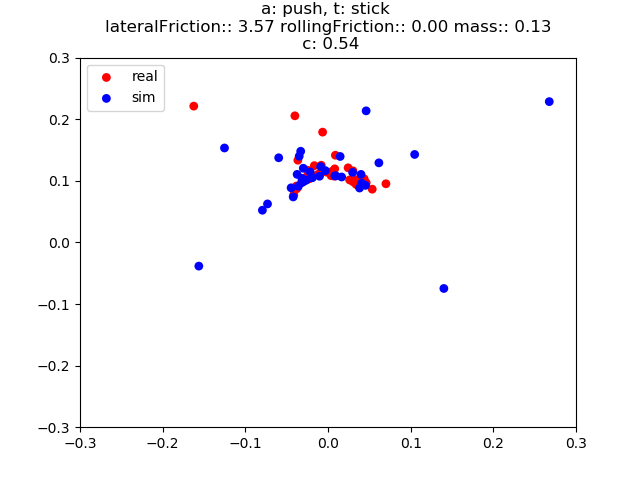 a: push, t: stick
lateralFriction:: 3.57 rollingFriction:: 0.00 mass:: 0.13
c: 0.54
real
sim
0.3
0.2
0.1
0.0
−0.1
−0.2
−0.3
−0.3 −0.2 −0.1 0.0 0.1 0.2 0.3